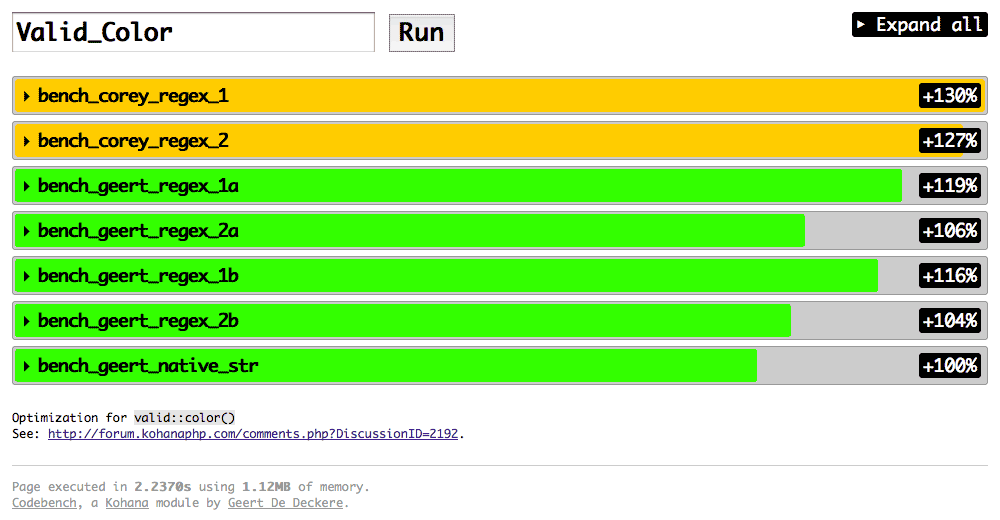 Valid_Color Run ▸ Expand all
▸ bench_corey_regex_1 +130%
▸ bench_corey_regex_2 +127%
▸ bench_geert_regex_1a +119%
▸ bench_geert_regex_2a +106%
▸ bench_geert_regex_1b +116%
▸ bench_geert_regex_2b +104%
▸ bench_geert_native_str +100%
Optimization for valid::color()
See: http://forum.kohanaphp.com/comments.php?DiscussionID=2192.
Page executed in 2.2370s using 1.12MB of memory.
Codebench, a Kohana module by Geert De Deckere.